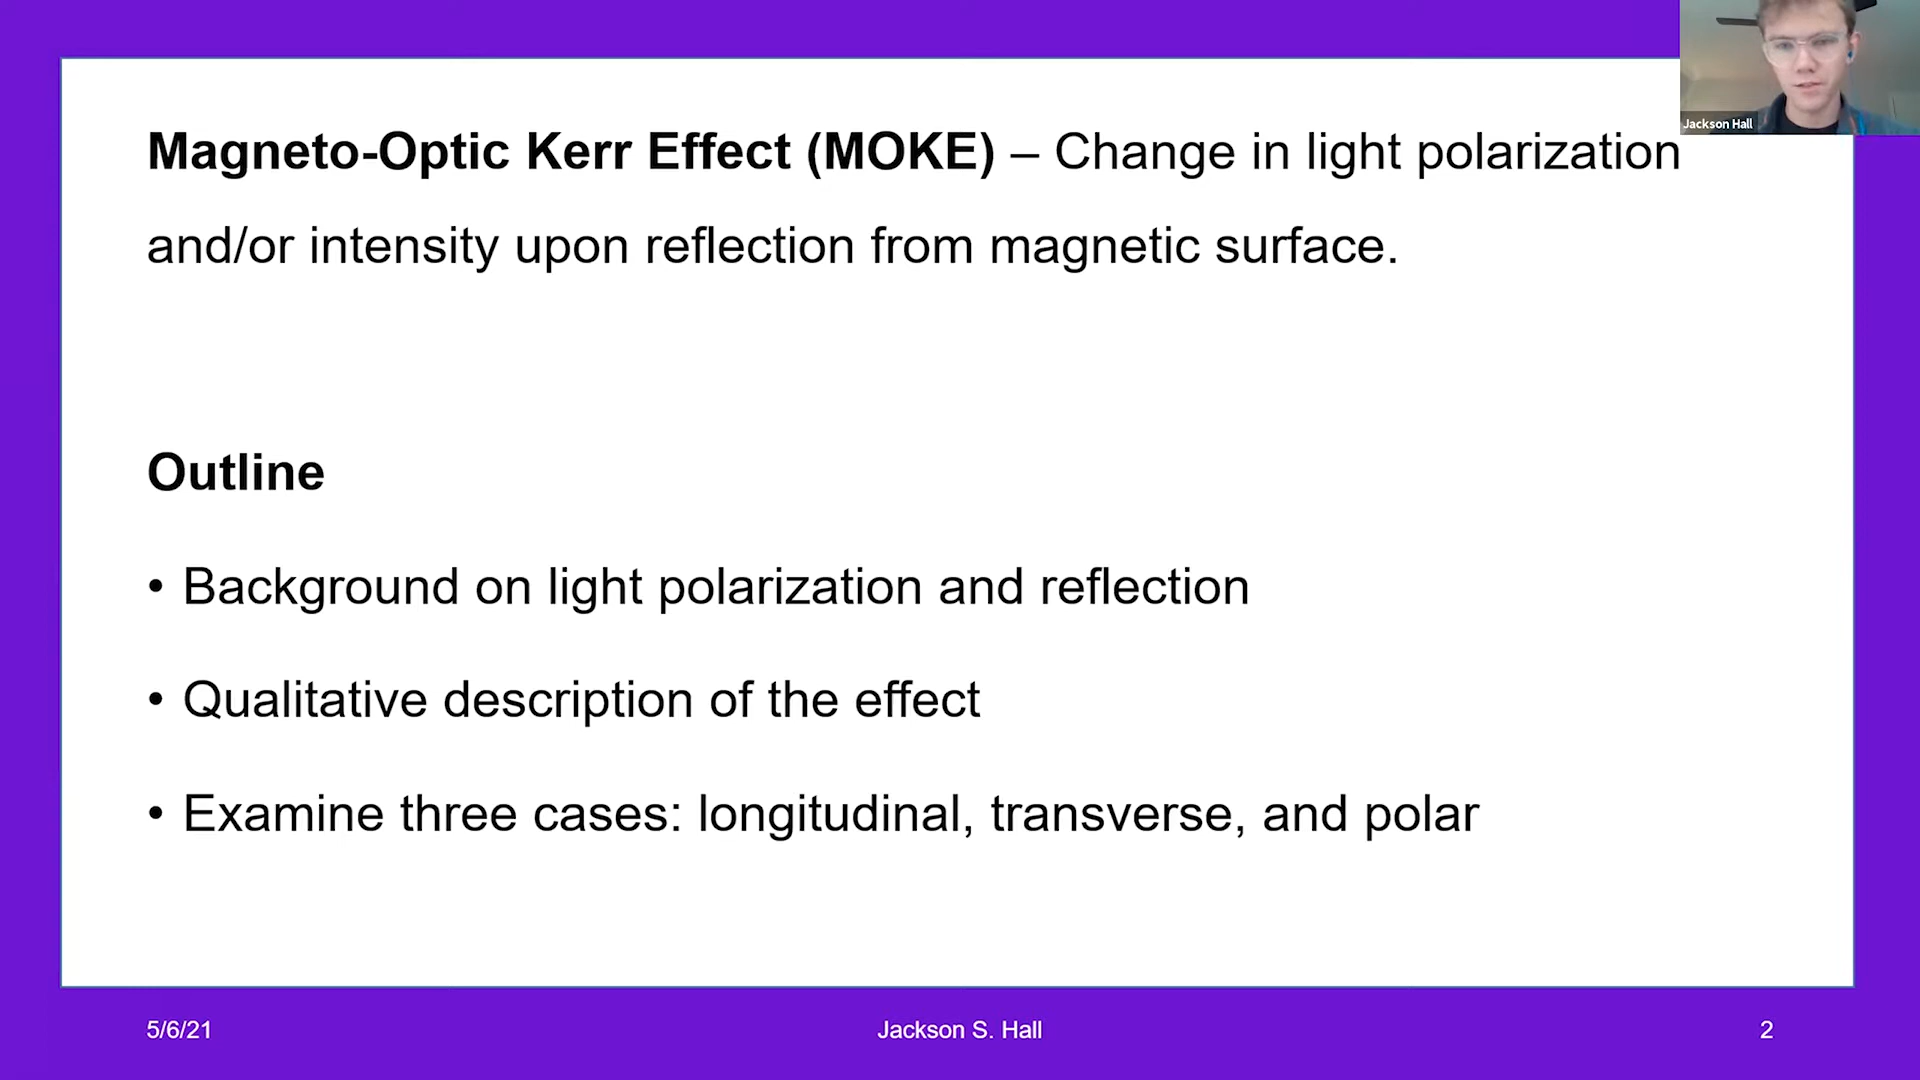 Jackson Hall
Magneto-Optic Kerr Effect (MOKE) – Change in light polarization
and/or intensity upon reflection from magnetic surface.
Outline
• Background on light polarization and reflection
• Qualitative description of the effect
• Examine three cases: longitudinal, transverse, and polar
5/6/21
Jackson S. Hall
2